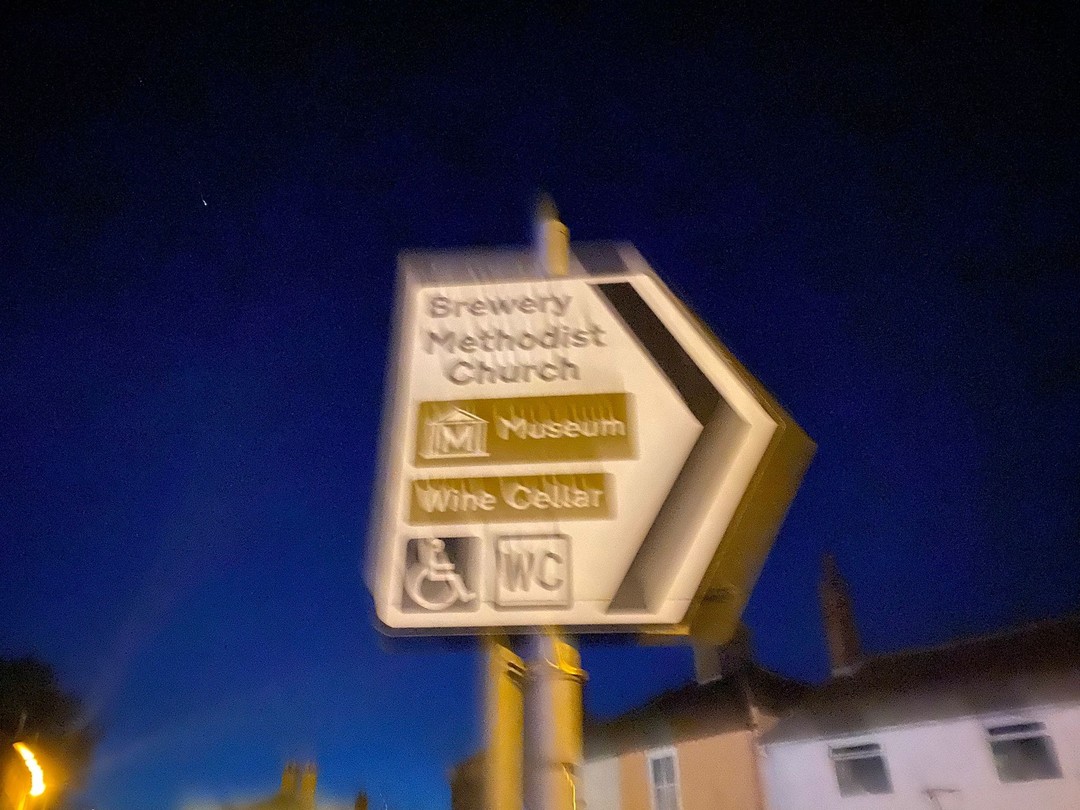 Brewery
Methodist
Church
M Museum
Wine Cellar
WC